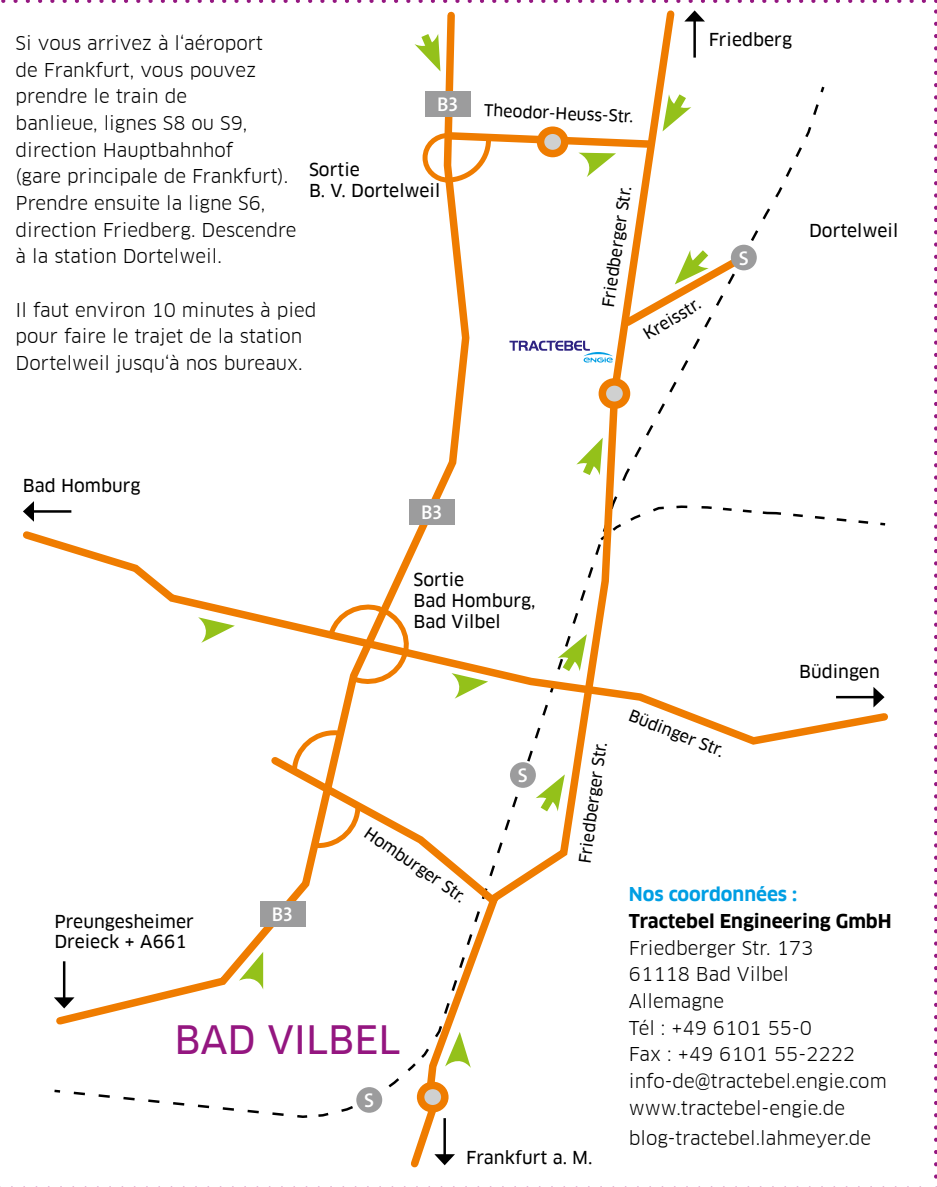 Si vous arrivez à l‘aéroport
de Frankfurt, vous pouvez
prendre le train de
banlieue, lignes S8 ou S9,
direction Hauptbahnhof
(gare principale de Frankfurt).
Prendre ensuite la ligne S6,
direction Friedberg. Descendre
à la station Dortelweil.
Il faut environ 10 minutes à pied
pour faire le trajet de la station
Dortelweil jusqu‘à nos bureaux.
Friedberg
B3
Theodor-Heuss-Str.
Sortie
B. V. Dortelweil
Friedberger Str.
Dortelweil
S
Kreisstr.
TRACTEBEL
ENGIE
Bad Homburg
B3
Sortie
Bad Homburg,
Bad Vilbel
Büdingen
Büdinger Str.
S
Friedberger Str.
Homburger Str.
B3
Preungesheimer
Dreieck + A661
BAD VILBEL
S
Frankfurt a. M.
Nos coordonnées :
Tractebel Engineering GmbH
Friedberger Str. 173
61118 Bad Vilbel
Allemagne
Tél : +49 6101 55-0
Fax : +49 6101 55-2222
info-de@tractebel.engie.com
www.tractebel-engie.de
blog-tractebel.lahmeyer.de